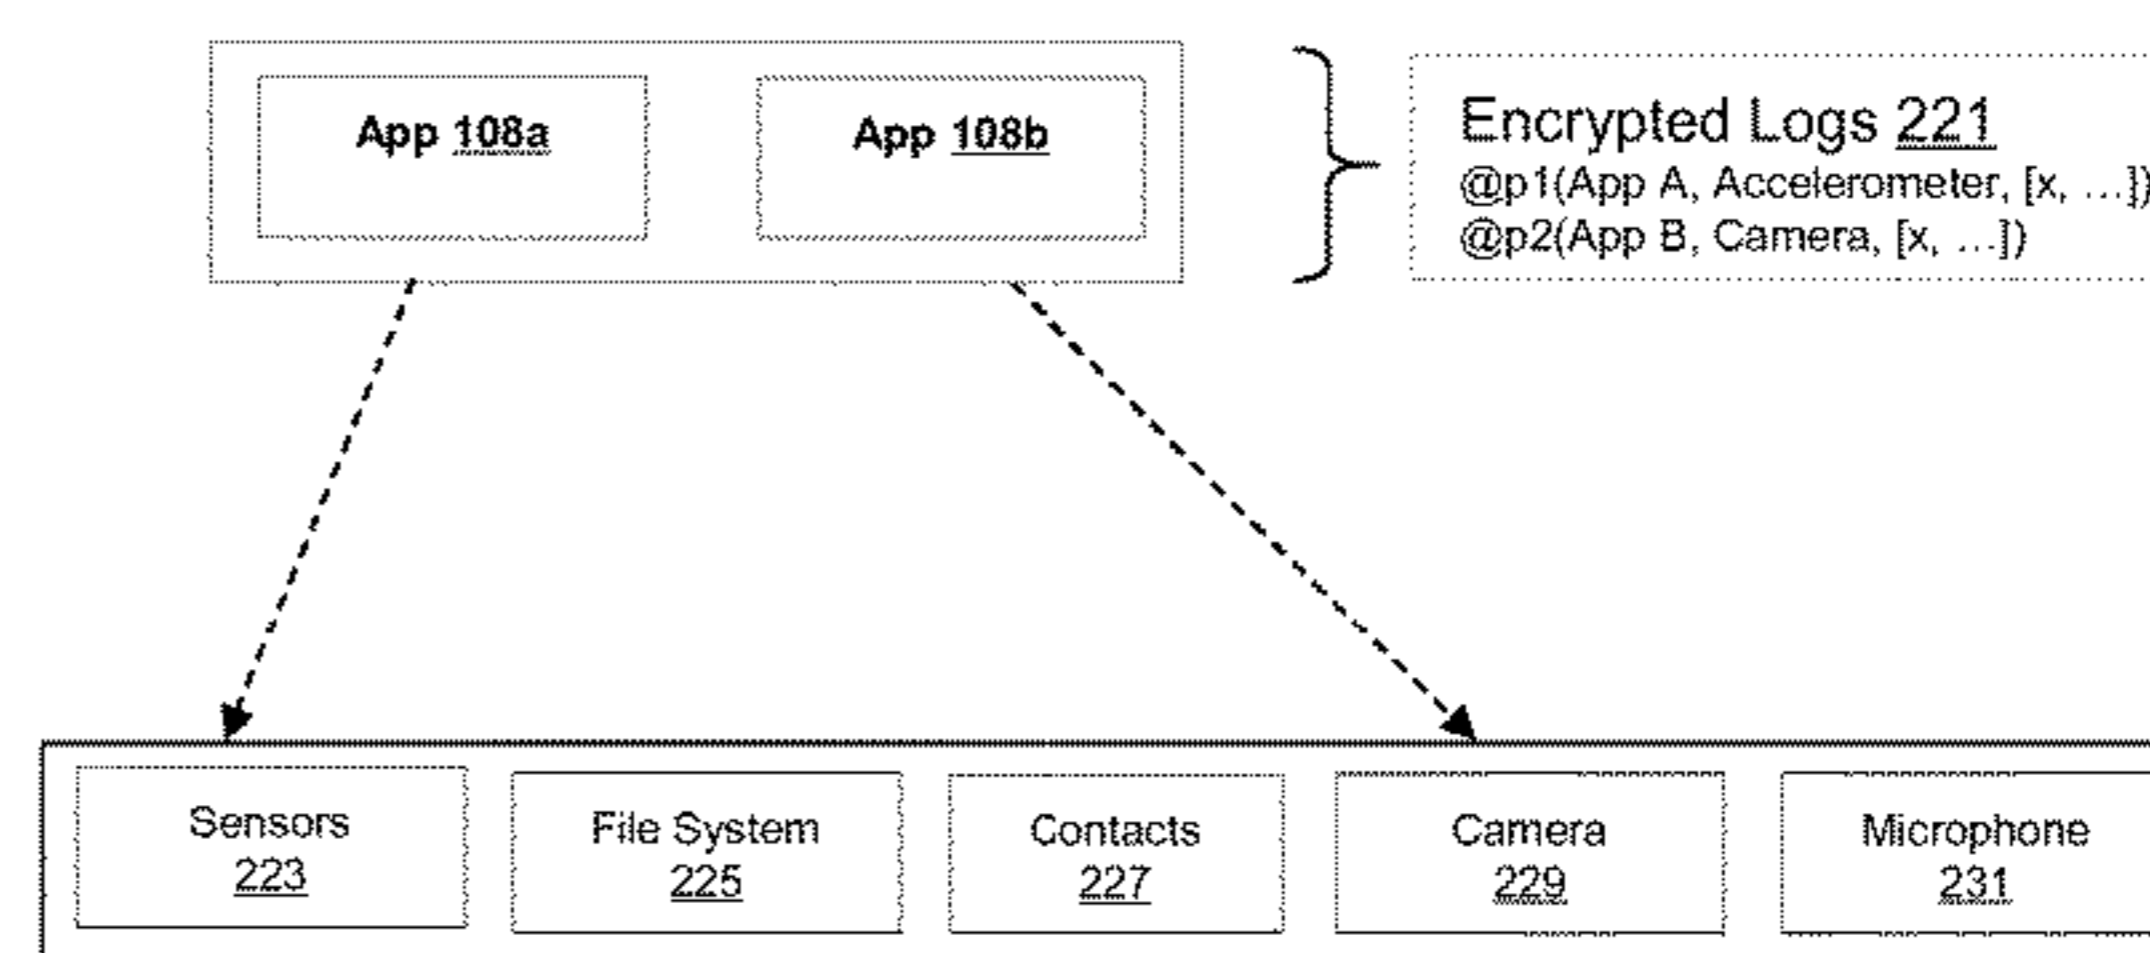 App 108a
App 108b
Encrypted Logs 221
@p1(App A, Accelerometer, [x, ...])
@p2(App B, Camera, [x, ...])
Sensors
223
File System
225
Contacts
227
Camera
229
Microphone
231